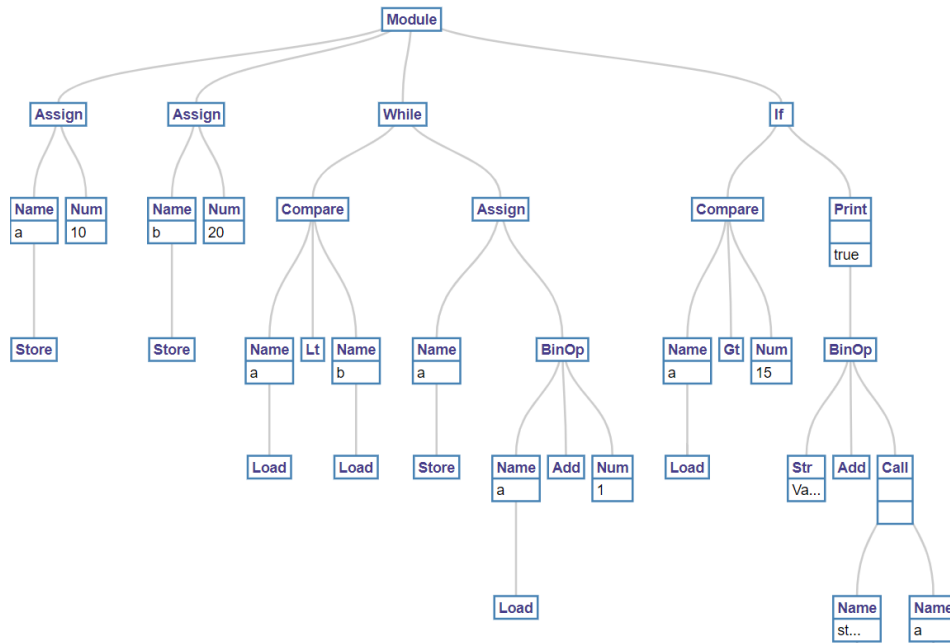 Module
Assign Assign While If
Name Num Name Num Compare Assign Compare Print
a 10 b 20
true
Store Store Name Lt Name Name BinOp Name Gt Num BinOp
a b a a 15
Load Load Store Name Add Num Load Str Add Call
a 1 Va...
Load Name Name
st... a